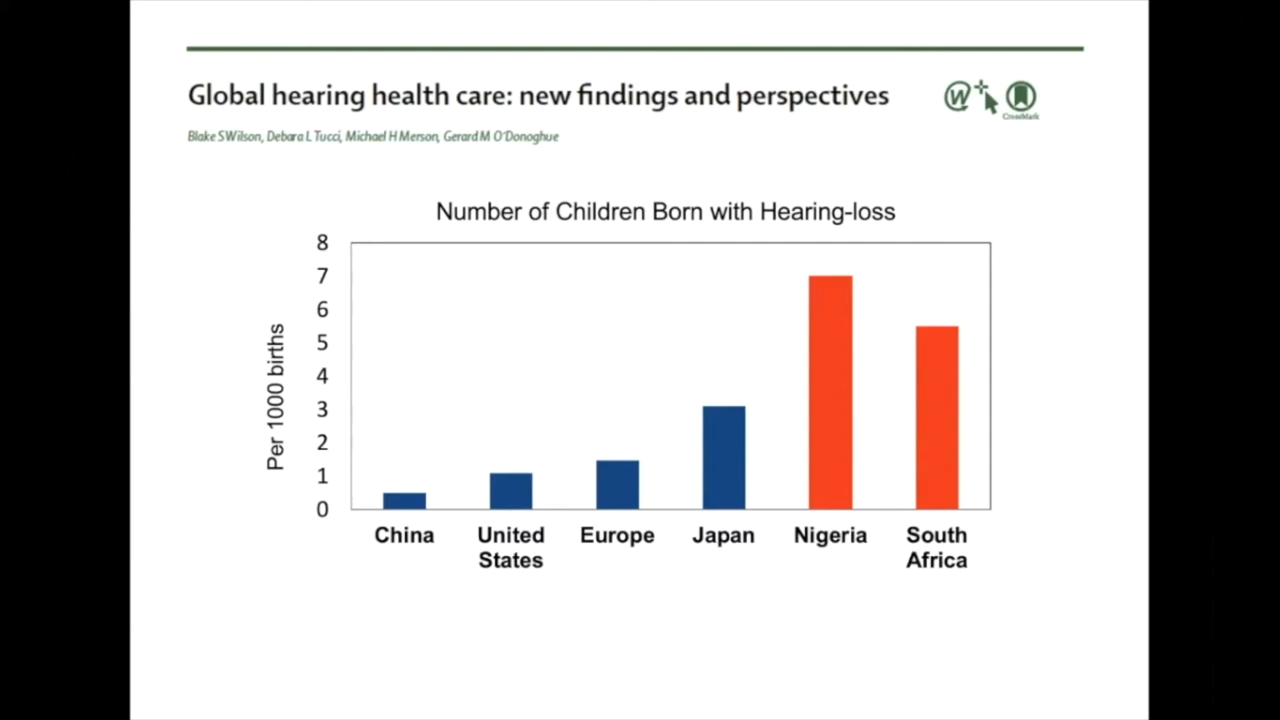 Global hearing health care: new findings and perspectives
W
CrossMark
Blake S Wilson, Debara L Tucci, Michael H Merson, Gerard M O'Donoghue
Number of Children Born with Hearing-loss
8
7
6
5
4
3
2
1
0
Per 1000 births
China
United States
Europe
Japan
Nigeria
South Africa